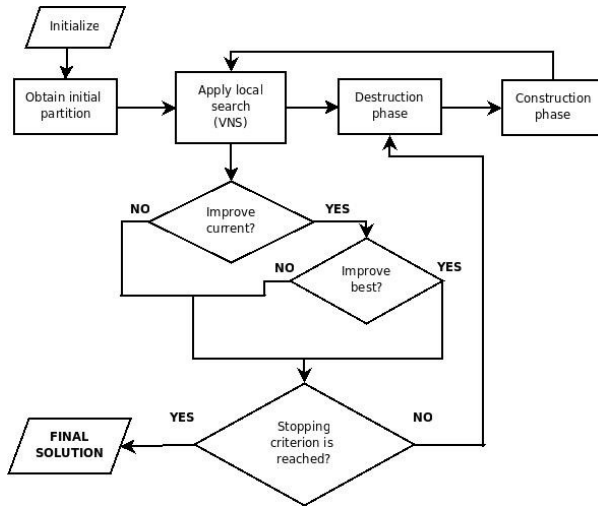 Initialize
Obtain initial
partition
Apply local
search
(VNS)
Destruction
phase
Construction
phase
NO
Improve
current?
YES
NO
Improve
best?
YES
YES
Stopping
criterion is
reached?
NO
FINAL
SOLUTION